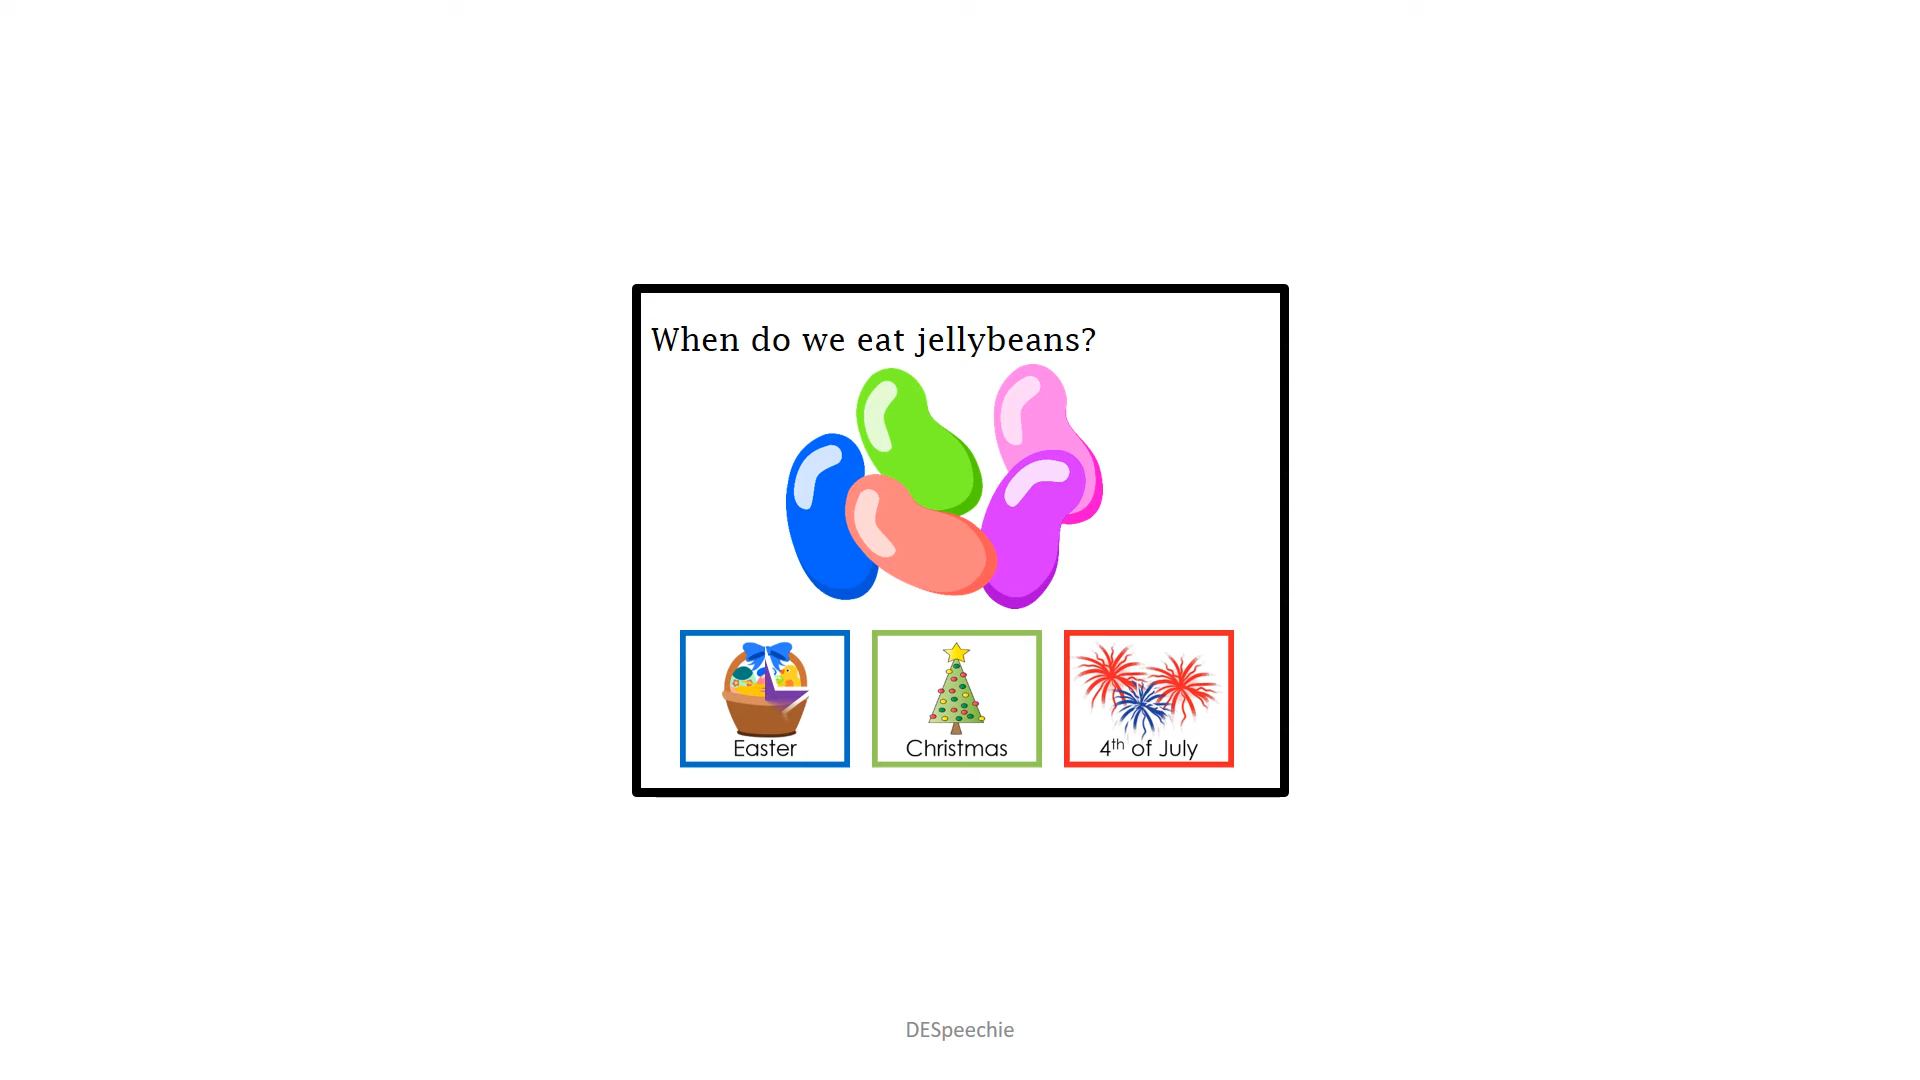 When do we eat jellybeans?
Easter
Christmas
4th of July
DESpeechie